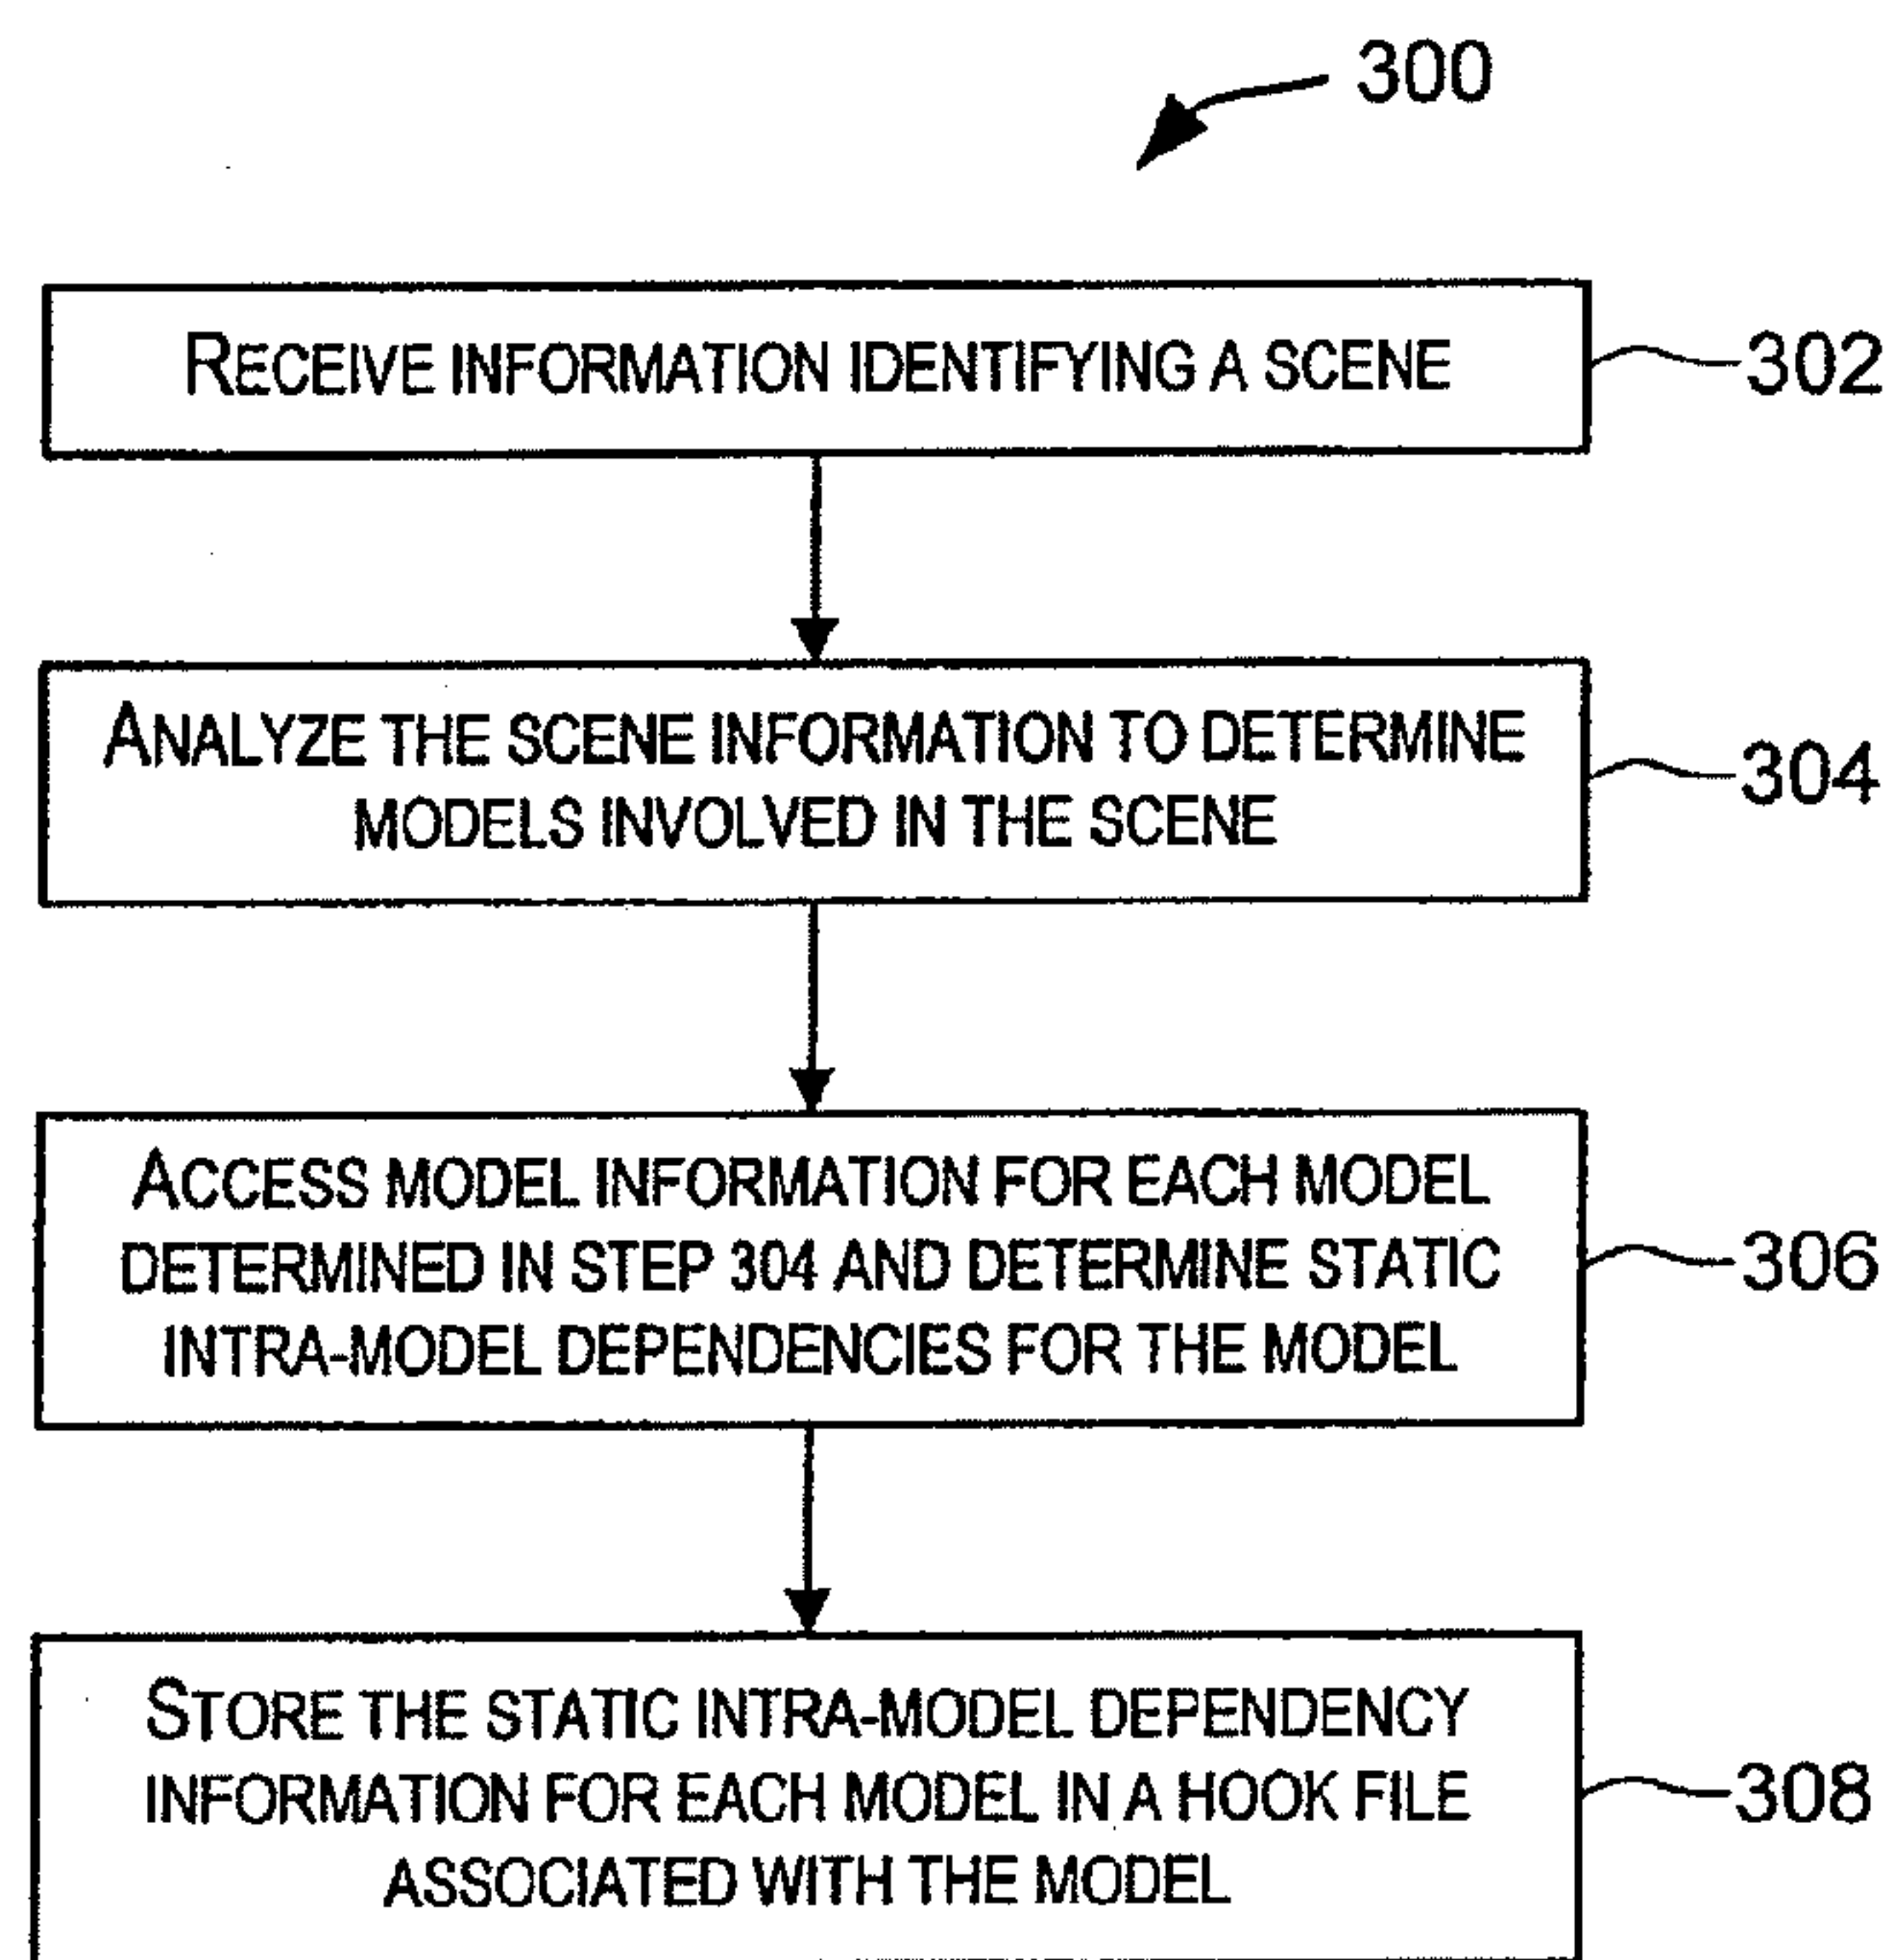 300
RECEIVE INFORMATION IDENTIFYING A SCENE
302
ANALYZE THE SCENE INFORMATION TO DETERMINE
MODELS INVOLVED IN THE SCENE
304
ACCESS MODEL INFORMATION FOR EACH MODEL
DETERMINED IN STEP 304 AND DETERMINE STATIC
INTRA-MODEL DEPENDENCIES FOR THE MODEL
306
STORE THE STATIC INTRA-MODEL DEPENDENCY
INFORMATION FOR EACH MODEL IN A HOOK FILE
ASSOCIATED WITH THE MODEL
308